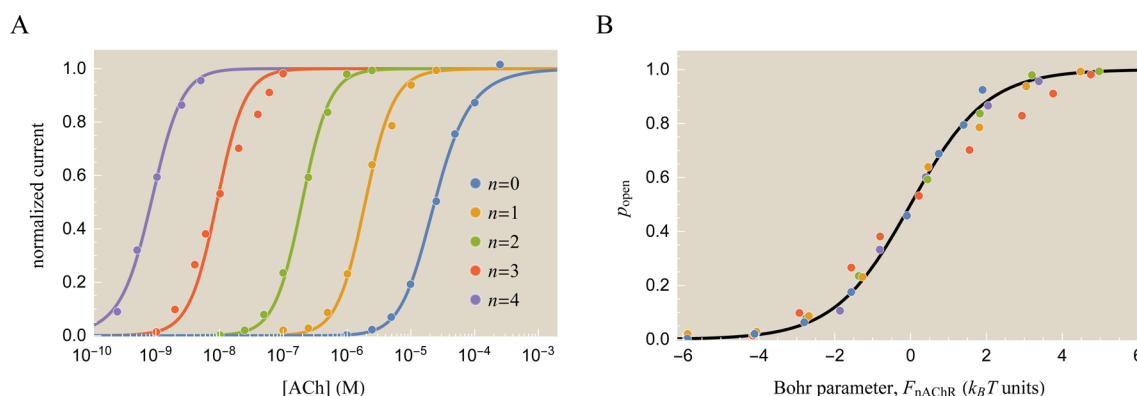 A
normalized current
1.0
0.8
0.6
0.4
0.2
0.0
n=0
n=1
n=2
n=3
n=4
10⁻¹⁰ 10⁻⁹ 10⁻⁸ 10⁻⁷ 10⁻⁶ 10⁻⁵ 10⁻⁴ 10⁻³
[ACh] (M)
B
p_open
1.0
0.8
0.6
0.4
0.2
0.0
-6 -4 -2 0 2 4 6
Bohr parameter, F_nAChR (k_BT units)